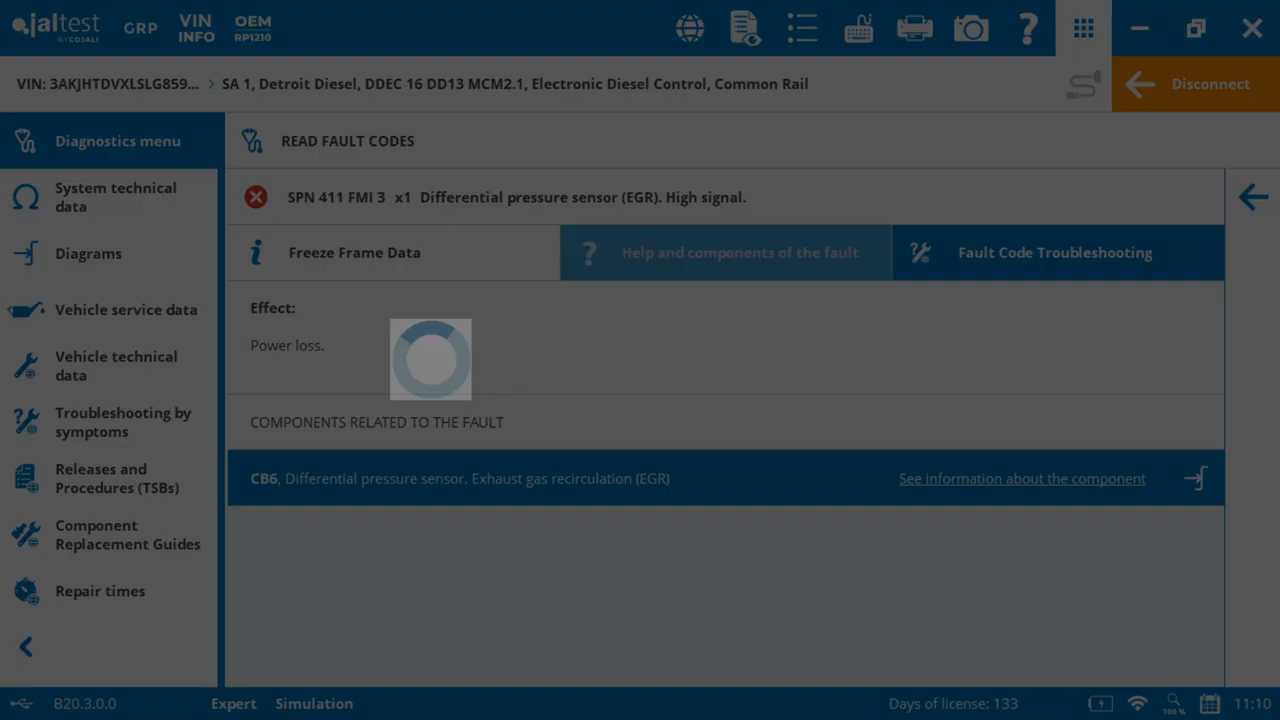 jaltest
BY COJALI
GRP
VIN
INFO
OEM
RP1210
?
VIN: 3AKJHTDVXLSLG859... > SA 1, Detroit Diesel, DDEC 16 DD13 MCM2.1, Electronic Diesel Control, Common Rail
Disconnect
Diagnostics menu
READ FAULT CODES
System technical
data
Diagrams
Vehicle service data
Vehicle technical
data
Troubleshooting by
symptoms
Releases and
Procedures (TSBs)
Component
Replacement Guides
Repair times
SPN 411 FMI 3 x1 Differential pressure sensor (EGR). High signal.
Freeze Frame Data
? Help and components of the fault
Fault Code Troubleshooting
Effect:
Power loss.
COMPONENTS RELATED TO THE FAULT
CB6, Differential pressure sensor. Exhaust gas recirculation (EGR)
See information about the component
B20.3.0.0
Expert
Simulation
Days of license: 133
100 %
11:10